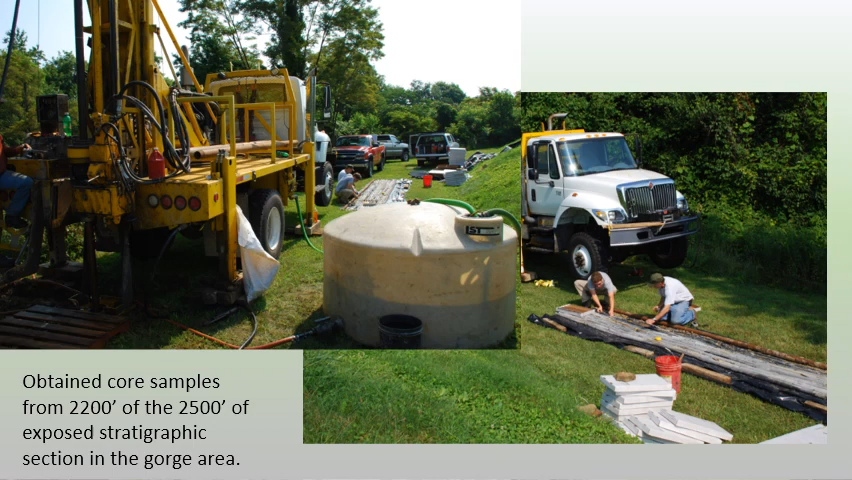 Obtained core samples
from 2200’ of the 2500’ of
exposed stratigraphic
section in the gorge area.